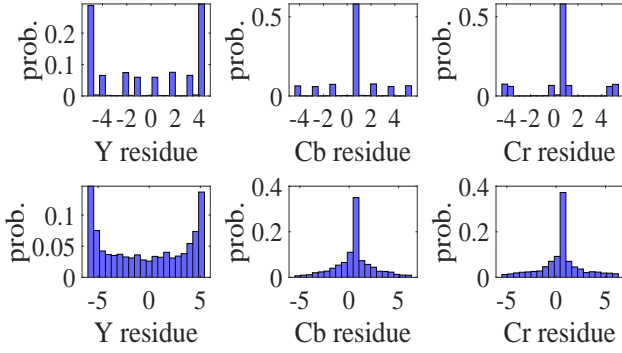 prob.
0.2
0.1
0
-4 -2 0 2 4
Y residue
prob.
0.5
0
-4 -2 0 2 4
Cb residue
prob.
0.5
0
-4 -2 0 2 4
Cr residue
prob.
0.1
0.05
0
-5 0 5
Y residue
prob.
0.4
0.2
0
-5 0 5
Cb residue
prob.
0.4
0.2
0
-5 0 5
Cr residue